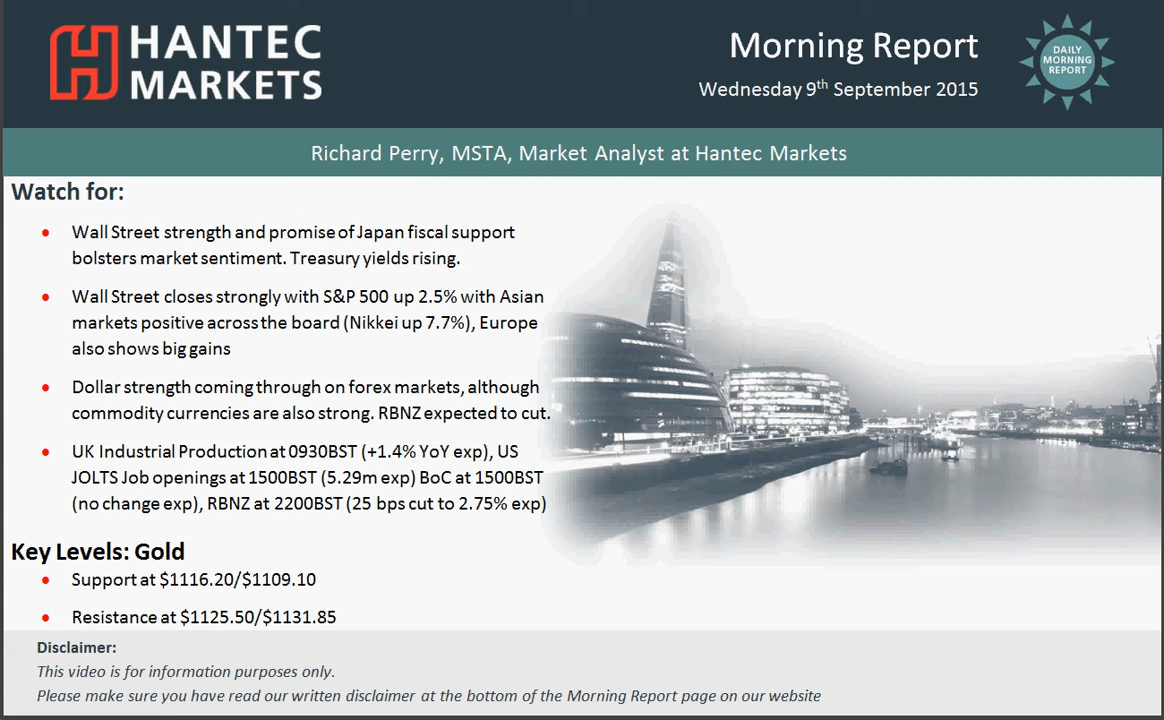 HANTEC
MARKETS
Morning Report
Wednesday 9th September 2015
DAILY
MORNING
REPORT
Richard Perry, MSTA, Market Analyst at Hantec Markets
Watch for:
• Wall Street strength and promise of Japan fiscal support
bolsters market sentiment. Treasury yields rising.
• Wall Street closes strongly with S&P 500 up 2.5% with Asian
markets positive across the board (Nikkei up 7.7%), Europe
also shows big gains
• Dollar strength coming through on forex markets, although
commodity currencies are also strong. RBNZ expected to cut.
• UK Industrial Production at 0930BST (+1.4% YoY exp), US
JOLTS Job openings at 1500BST (5.29m exp) BoC at 1500BST
(no change exp), RBNZ at 2200BST (25 bps cut to 2.75% exp)
Key Levels: Gold
• Support at $1116.20/$1109.10
• Resistance at $1125.50/$1131.85
Disclaimer:
This video is for information purposes only.
Please make sure you have read our written disclaimer at the bottom of the Morning Report page on our website